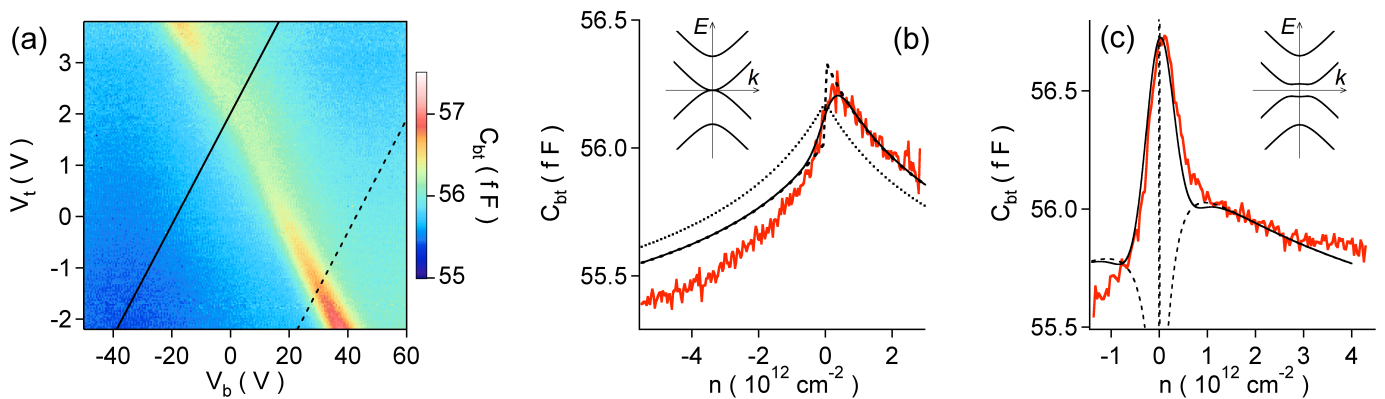 (a)
3
2
1
0
-1
-2
V_t ( V )
-40
-20
0
20
40
60
V_b ( V )
57
56
55
C_bt ( f F )
(b)
56.5
56.0
55.5
C_bt ( f F )
E
k
-4
-2
0
2
n ( 10^12 cm^-2 )
(c)
56.5
56.0
55.5
C_bt ( f F )
E
k
-1
0
1
2
3
4
n ( 10^12 cm^-2 )